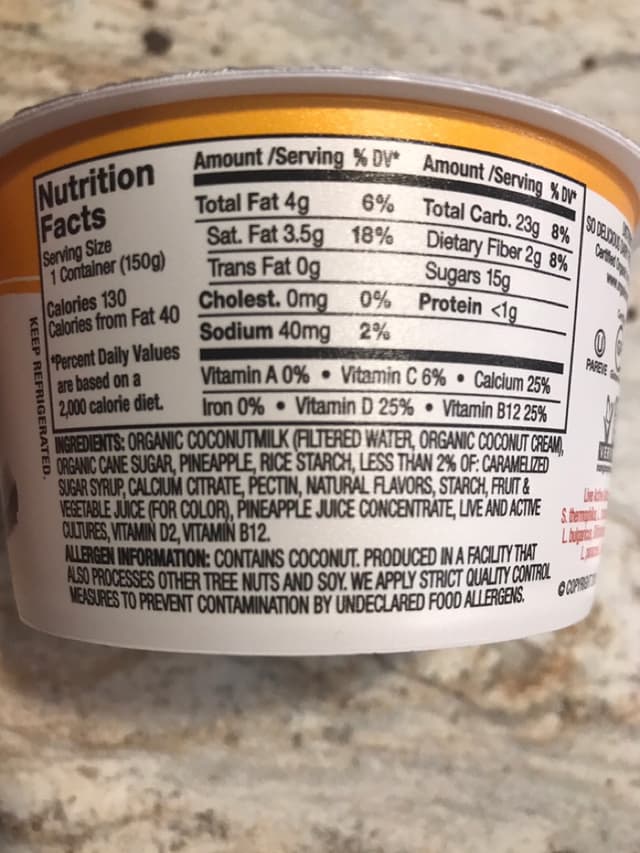 Nutrition
Facts
Serving Size
1 Container (150g)
Calories 130
Calories from Fat 40
*Percent Daily Values
are based on a
2,000 calorie diet.
Amount /Serving % DV*
Total Fat 4g 6%
Sat. Fat 3.5g 18%
Trans Fat 0g
Cholest. 0mg 0%
Sodium 40mg 2%
Amount /Serving % DV*
Total Carb. 23g 8%
Dietary Fiber 2g 8%
Sugars 15g
Protein <1g
Vitamin A 0% • Vitamin C 6% • Calcium 25%
Iron 0% • Vitamin D 25% • Vitamin B12 25%
KEEP REFRIGERATED.
INGREDIENTS: ORGANIC COCONUTMILK (FILTERED WATER, ORGANIC COCONUT CREAM),
ORGANIC CANE SUGAR, PINEAPPLE, RICE STARCH, LESS THAN 2% OF: CARAMELIZED
SUGAR SYRUP, CALCIUM CITRATE, PECTIN, NATURAL FLAVORS, STARCH, FRUIT &
VEGETABLE JUICE (FOR COLOR), PINEAPPLE JUICE CONCENTRATE, LIVE AND ACTIVE
CULTURES, VITAMIN D2, VITAMIN B12.
ALLERGEN INFORMATION: CONTAINS COCONUT. PRODUCED IN A FACILITY THAT
ALSO PROCESSES OTHER TREE NUTS AND SOY. WE APPLY STRICT QUALITY CONTROL
MEASURES TO PREVENT CONTAMINATION BY UNDECLARED FOOD ALLERGENS.
SO DELICIOUS
Certified
U
PAREVE
Live
S.
L.
L.
©